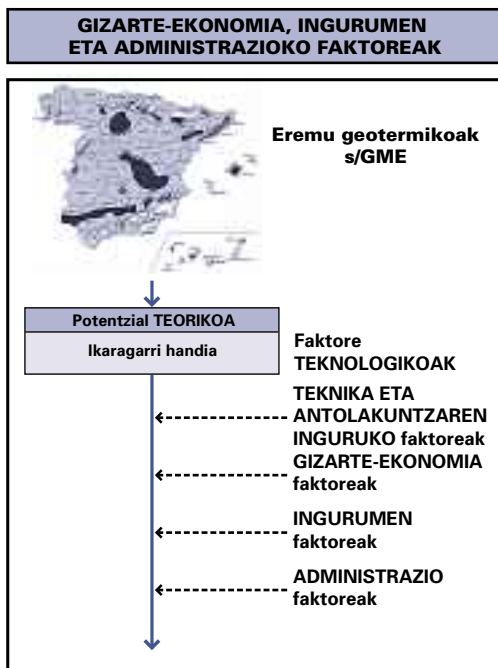 GIZARTE-EKONOMIA, INGURUMEN
ETA ADMINISTRAZIOKO FAKTOREAK
Eremu geotermikoak
s/GME
Potentzial TEORIKOA
Ikaragarri handia
Faktore
TEKNOLOGIKOAK
TEKNIKA ETA
ANTOLAKUNTZAREN
INGURUKO faktoreak
GIZARTE-EKONOMIA
faktoreak
INGURUMEN
faktoreak
ADMINISTRAZIO
faktoreak